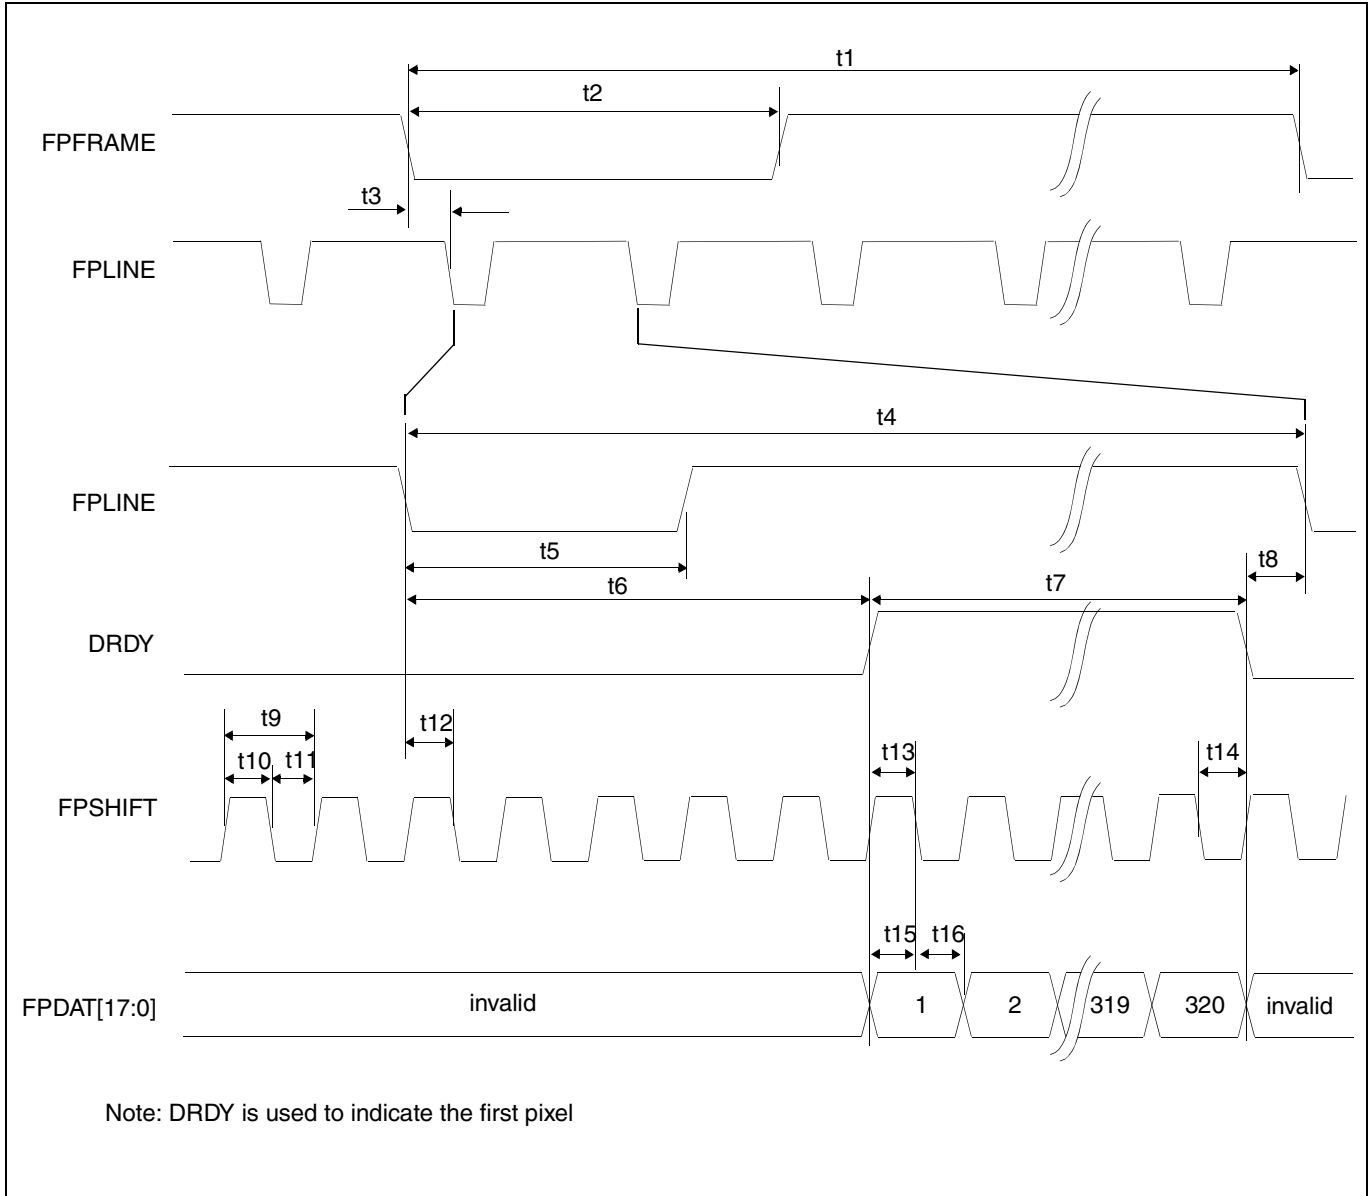 t1
t2
FPFRAME
t3
FPLINE
t4
FPLINE
t5
t8
t6
t7
DRDY
t9
t12
t10
t11
t13
t14
FPSHIFT
t15
t16
FPDAT[17:0]
invalid
1
2
319
320
invalid
Note: DRDY is used to indicate the first pixel